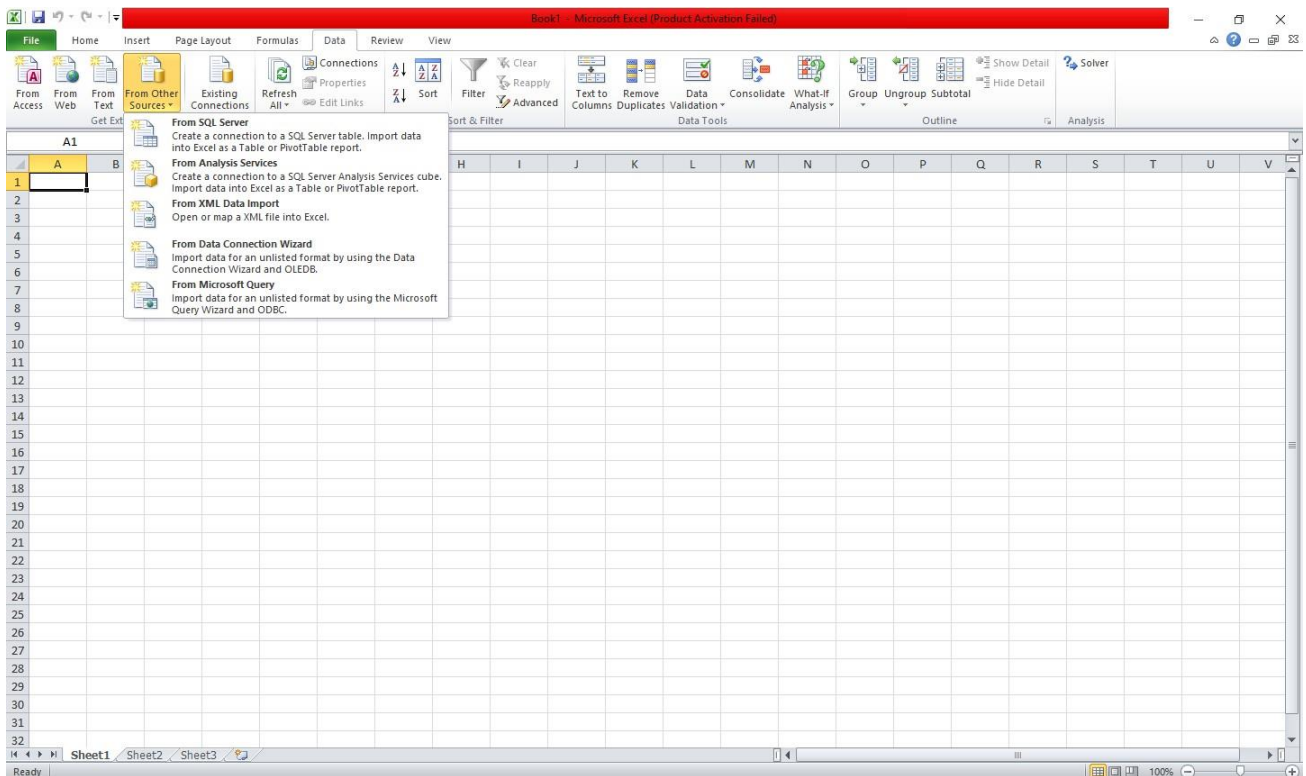 Book1 - Microsoft Excel (Product Activation Failed)
File Home Insert Page Layout Formulas Data Review View
From Access
From Web
From Text
From Other Sources
Existing Connections
Refresh All
Connections
Properties
Edit Links
Sort
Filter
Clear
Reapply
Advanced
Text to Columns
Remove Duplicates
Data Validation
Consolidate
What-If Analysis
Group
Ungroup
Subtotal
Show Detail
Hide Detail
Solver
Get Ext
Sort & Filter
Data Tools
Outline
Analysis
From SQL Server
Create a connection to a SQL Server table. Import data
into Excel as a Table or PivotTable report.
From Analysis Services
Create a connection to a SQL Server Analysis Services cube.
Import data into Excel as a Table or PivotTable report.
From XML Data Import
Open or map a XML file into Excel.
From Data Connection Wizard
Import data for an unlisted format by using the Data
Connection Wizard and OLEDB.
From Microsoft Query
Import data for an unlisted format by using the Microsoft
Query Wizard and ODBC.
A1
A B H I J K L M N O P Q R S T U V
1
2
3
4
5
6
7
8
9
10
11
12
13
14
15
16
17
18
19
20
21
22
23
24
25
26
27
28
29
30
31
32
Sheet1 Sheet2 Sheet3
Ready 100%